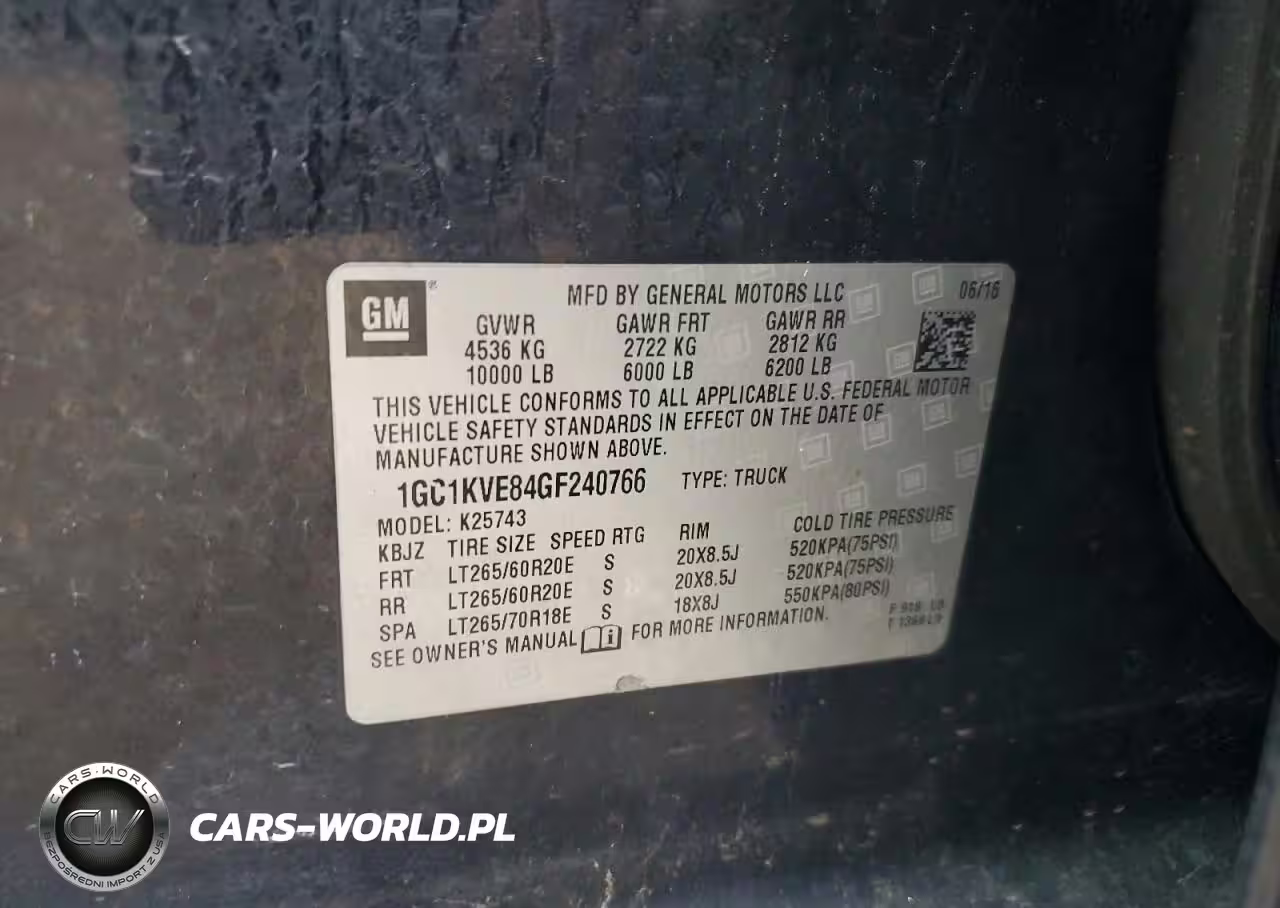 GM ®
MFD BY GENERAL MOTORS LLC 06/16
GVWR GAWR FRT GAWR RR
4536 KG 2722 KG 2812 KG
10000 LB 6000 LB 6200 LB
THIS VEHICLE CONFORMS TO ALL APPLICABLE U.S. FEDERAL MOTOR
VEHICLE SAFETY STANDARDS IN EFFECT ON THE DATE OF
MANUFACTURE SHOWN ABOVE.
1GC1KVE84GF240766 TYPE: TRUCK
MODEL: K25743
KBJZ TIRE SIZE SPEED RTG RIM COLD TIRE PRESSURE
FRT LT265/60R20E S 20X8.5J 520KPA(75PSI)
RR LT265/60R20E S 20X8.5J 520KPA(75PSI)
SPA LT265/70R18E S 18X8J 550KPA(80PSI)
SEE OWNER'S MANUAL i FOR MORE INFORMATION.
CARS-WORLD
CW
BEZPOŚREDNI IMPORT Z USA
CARS-WORLD.PL